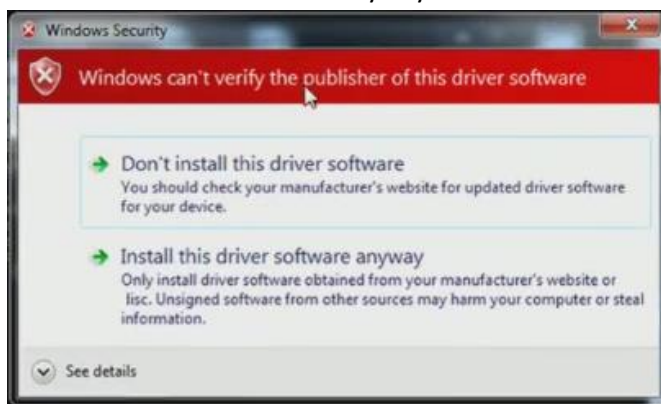 Windows Security
Windows can't verify the publisher of this driver software
Don't install this driver software
You should check your manufacturer's website for updated driver software
for your device.
Install this driver software anyway
Only install driver software obtained from your manufacturer's website or
lisc. Unsigned software from other sources may harm your computer or steal
information.
See details